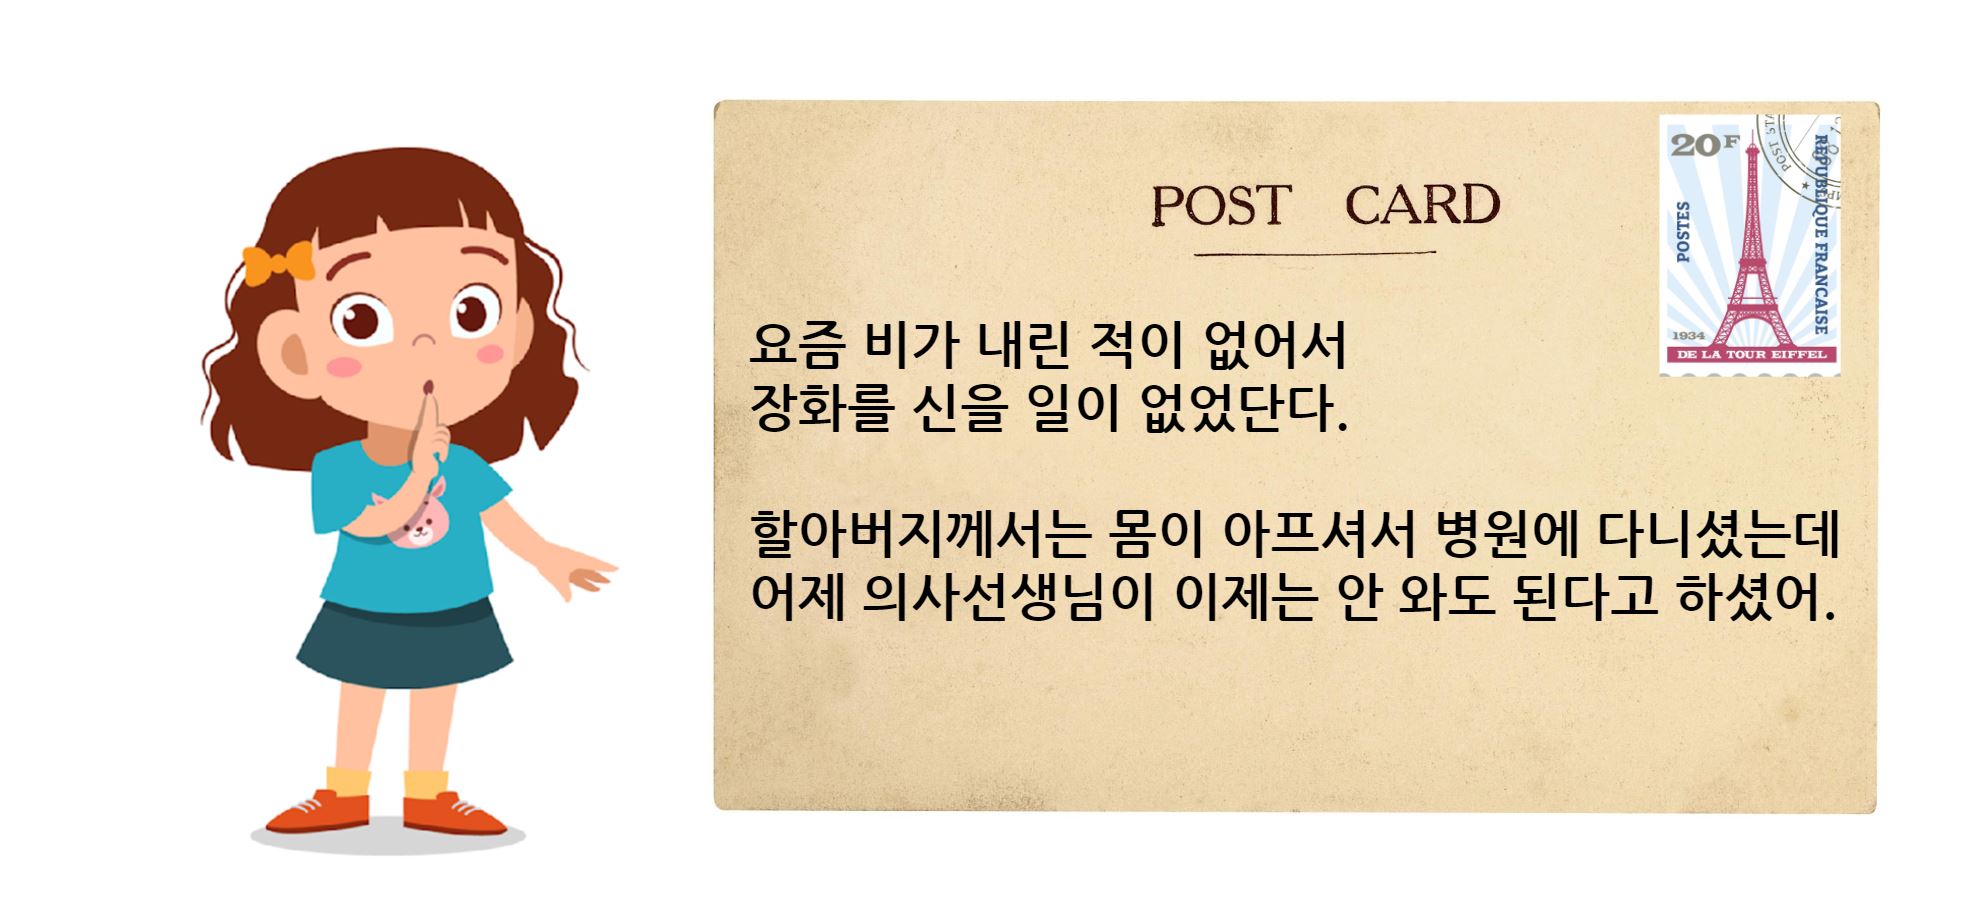 POST CARD
20F
POSTES
REPUBLIQUE FRANCAISE
1934
DE LA TOUR EIFFEL
요즘 비가 내린 적이 없어서
장화를 신을 일이 없었단다.
할아버지께서는 몸이 아프셔서 병원에 다니셨는데
어제 의사선생님이 이제는 안 와도 된다고 하셨어.